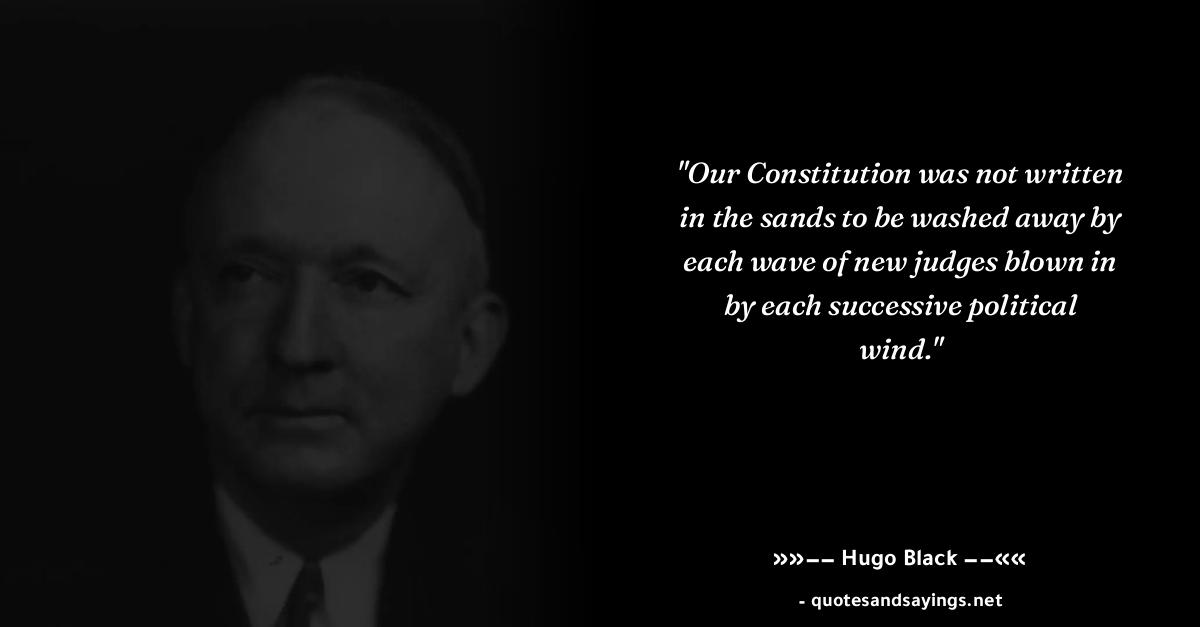 "Our Constitution was not written
in the sands to be washed away by
each wave of new judges blown in
by each successive political
wind."
»»–– Hugo Black ––««
- quotesandsayings.net